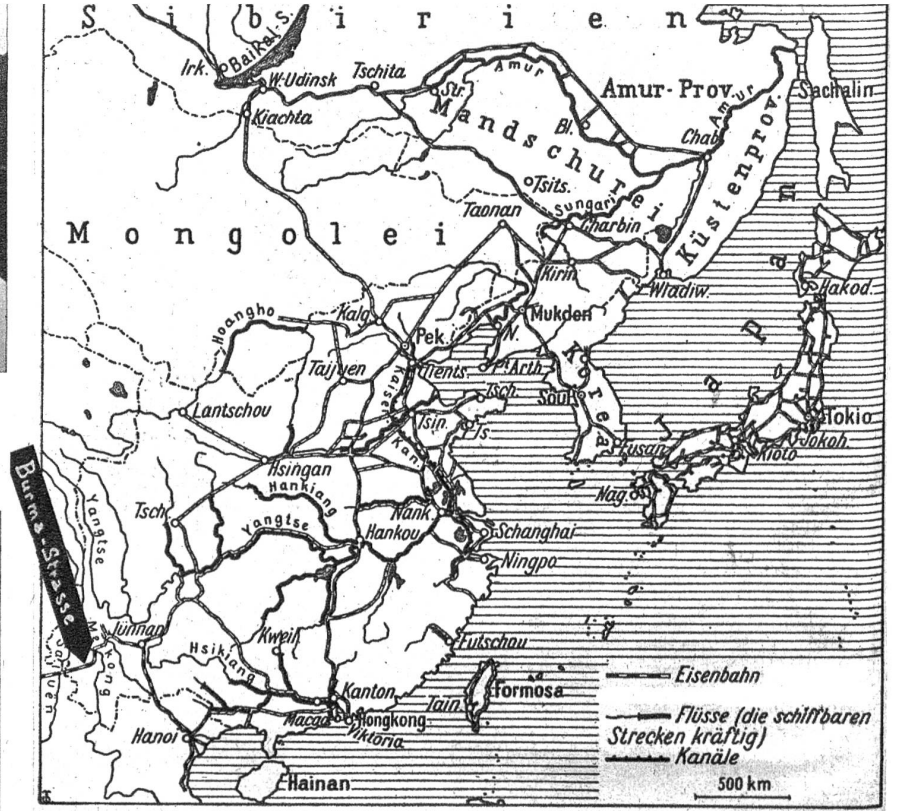 Sibirien
Baikal-S.
Irk.
W-Udinsk
Tschita
Kiachta
Str.
Amur
Amur-Prov.
Sachalin
Mandschurei
Bl.
Chab.
Amur
Küstenprov.
Tsits.
Sungari
Taonan
Charbin
Mongolei
Kirin
Wladiw.
Hakod.
Japan
Hoangho
Kalg.
Pek.
Mukden
N.
Taijuen
Tients.
Pt. Arth.
Korea
Kaiser-Kan.
Lantschou
Tsch.
Soul
Tsin.
Ts.
Tokio
Jokoh.
Fusan
Kioto
Hsingan
Hankiang
Nag.
Burma-Strasse
Yangtse
Tsch.
Yangtse
Nank.
Hankou
Schanghai
Ningpo
Jünnan
Mekong
Kweil.
Hsikiang
Futschou
Kanton
Tain.
Formosa
Macao
Hongkong
Viktoria
Hanoi
Hainan
Eisenbahn
Flüsse (die schiffbaren
Strecken kräftig)
Kanäle
500 km